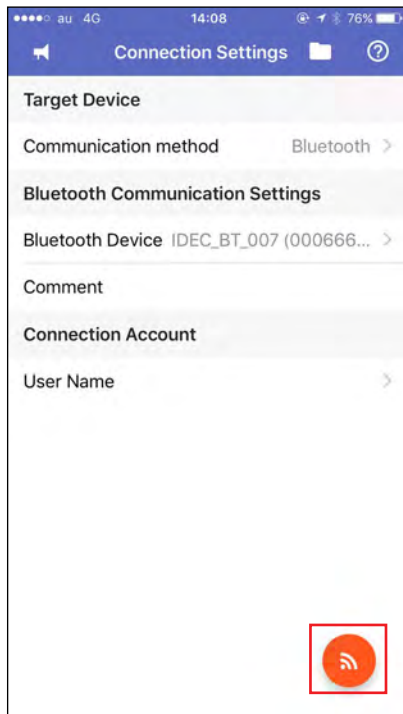 au 4G 14:08 76%
Connection Settings
Target Device
Communication method Bluetooth
Bluetooth Communication Settings
Bluetooth Device IDEC_BT_007 (000666...
Comment
Connection Account
User Name